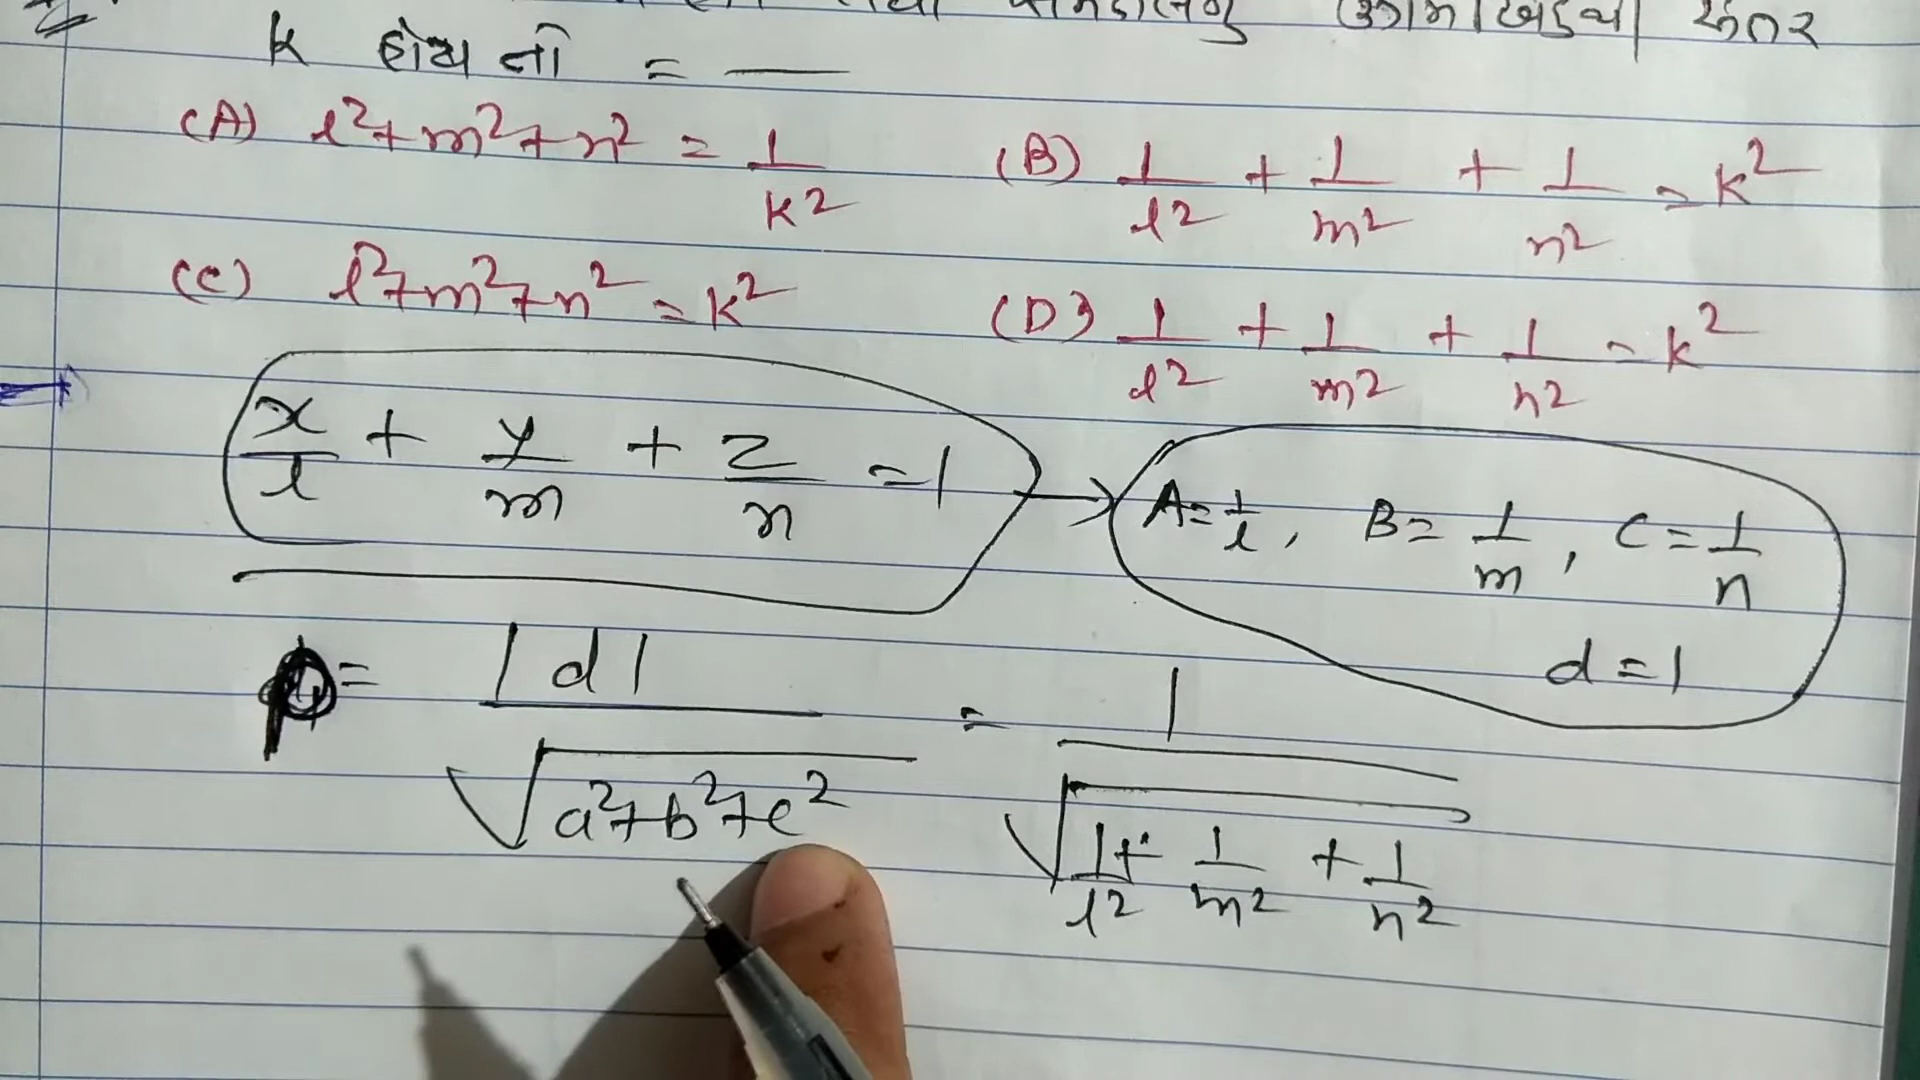 k હોય તો = ___
(A) l²+m²+n² = 1/k² (B) 1/l² + 1/m² + 1/n² = k²
(C) l²+m²+n² = k² (D) 1/l² + 1/m² + 1/n² = k²
x/l + y/m + z/n = 1 → A = 1/l, B = 1/m, C = 1/n
d = 1
p = |d| / √(a²+b²+c²) = 1 / √(1/l² + 1/m² + 1/n²)